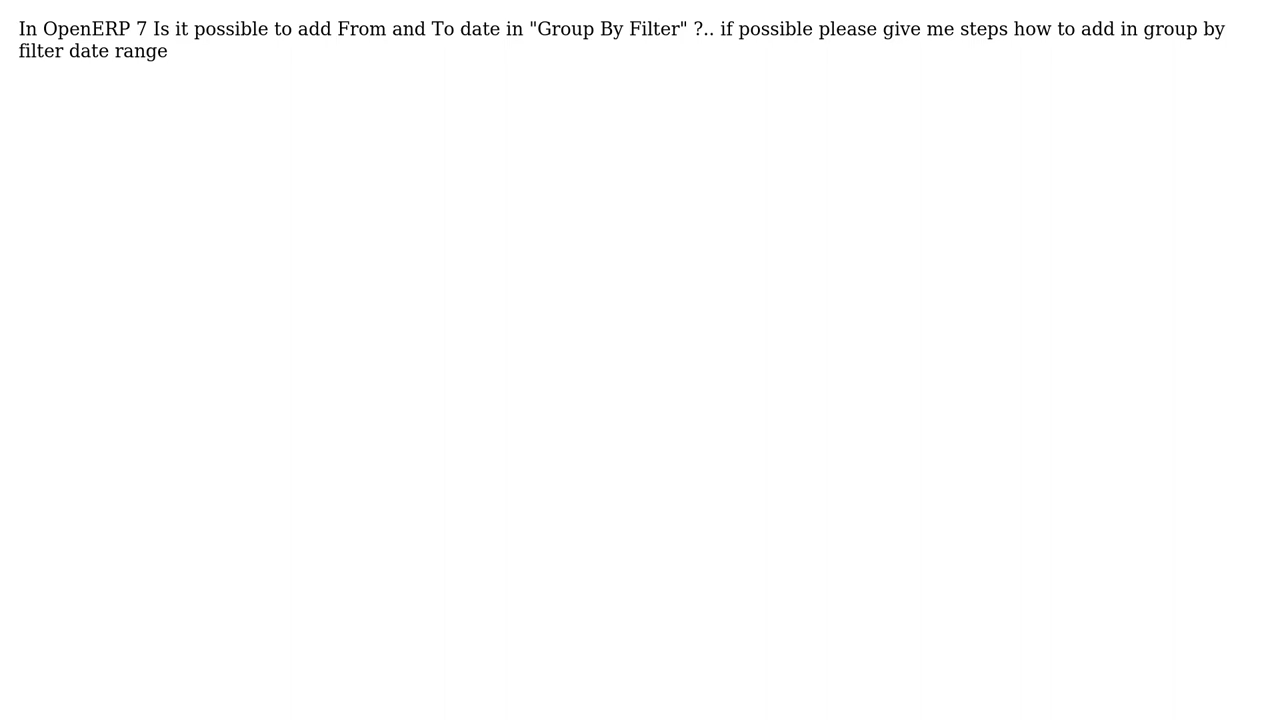 In OpenERP 7 Is it possible to add From and To date in "Group By Filter" ?.. if possible please give me steps how to add in group by
filter date range